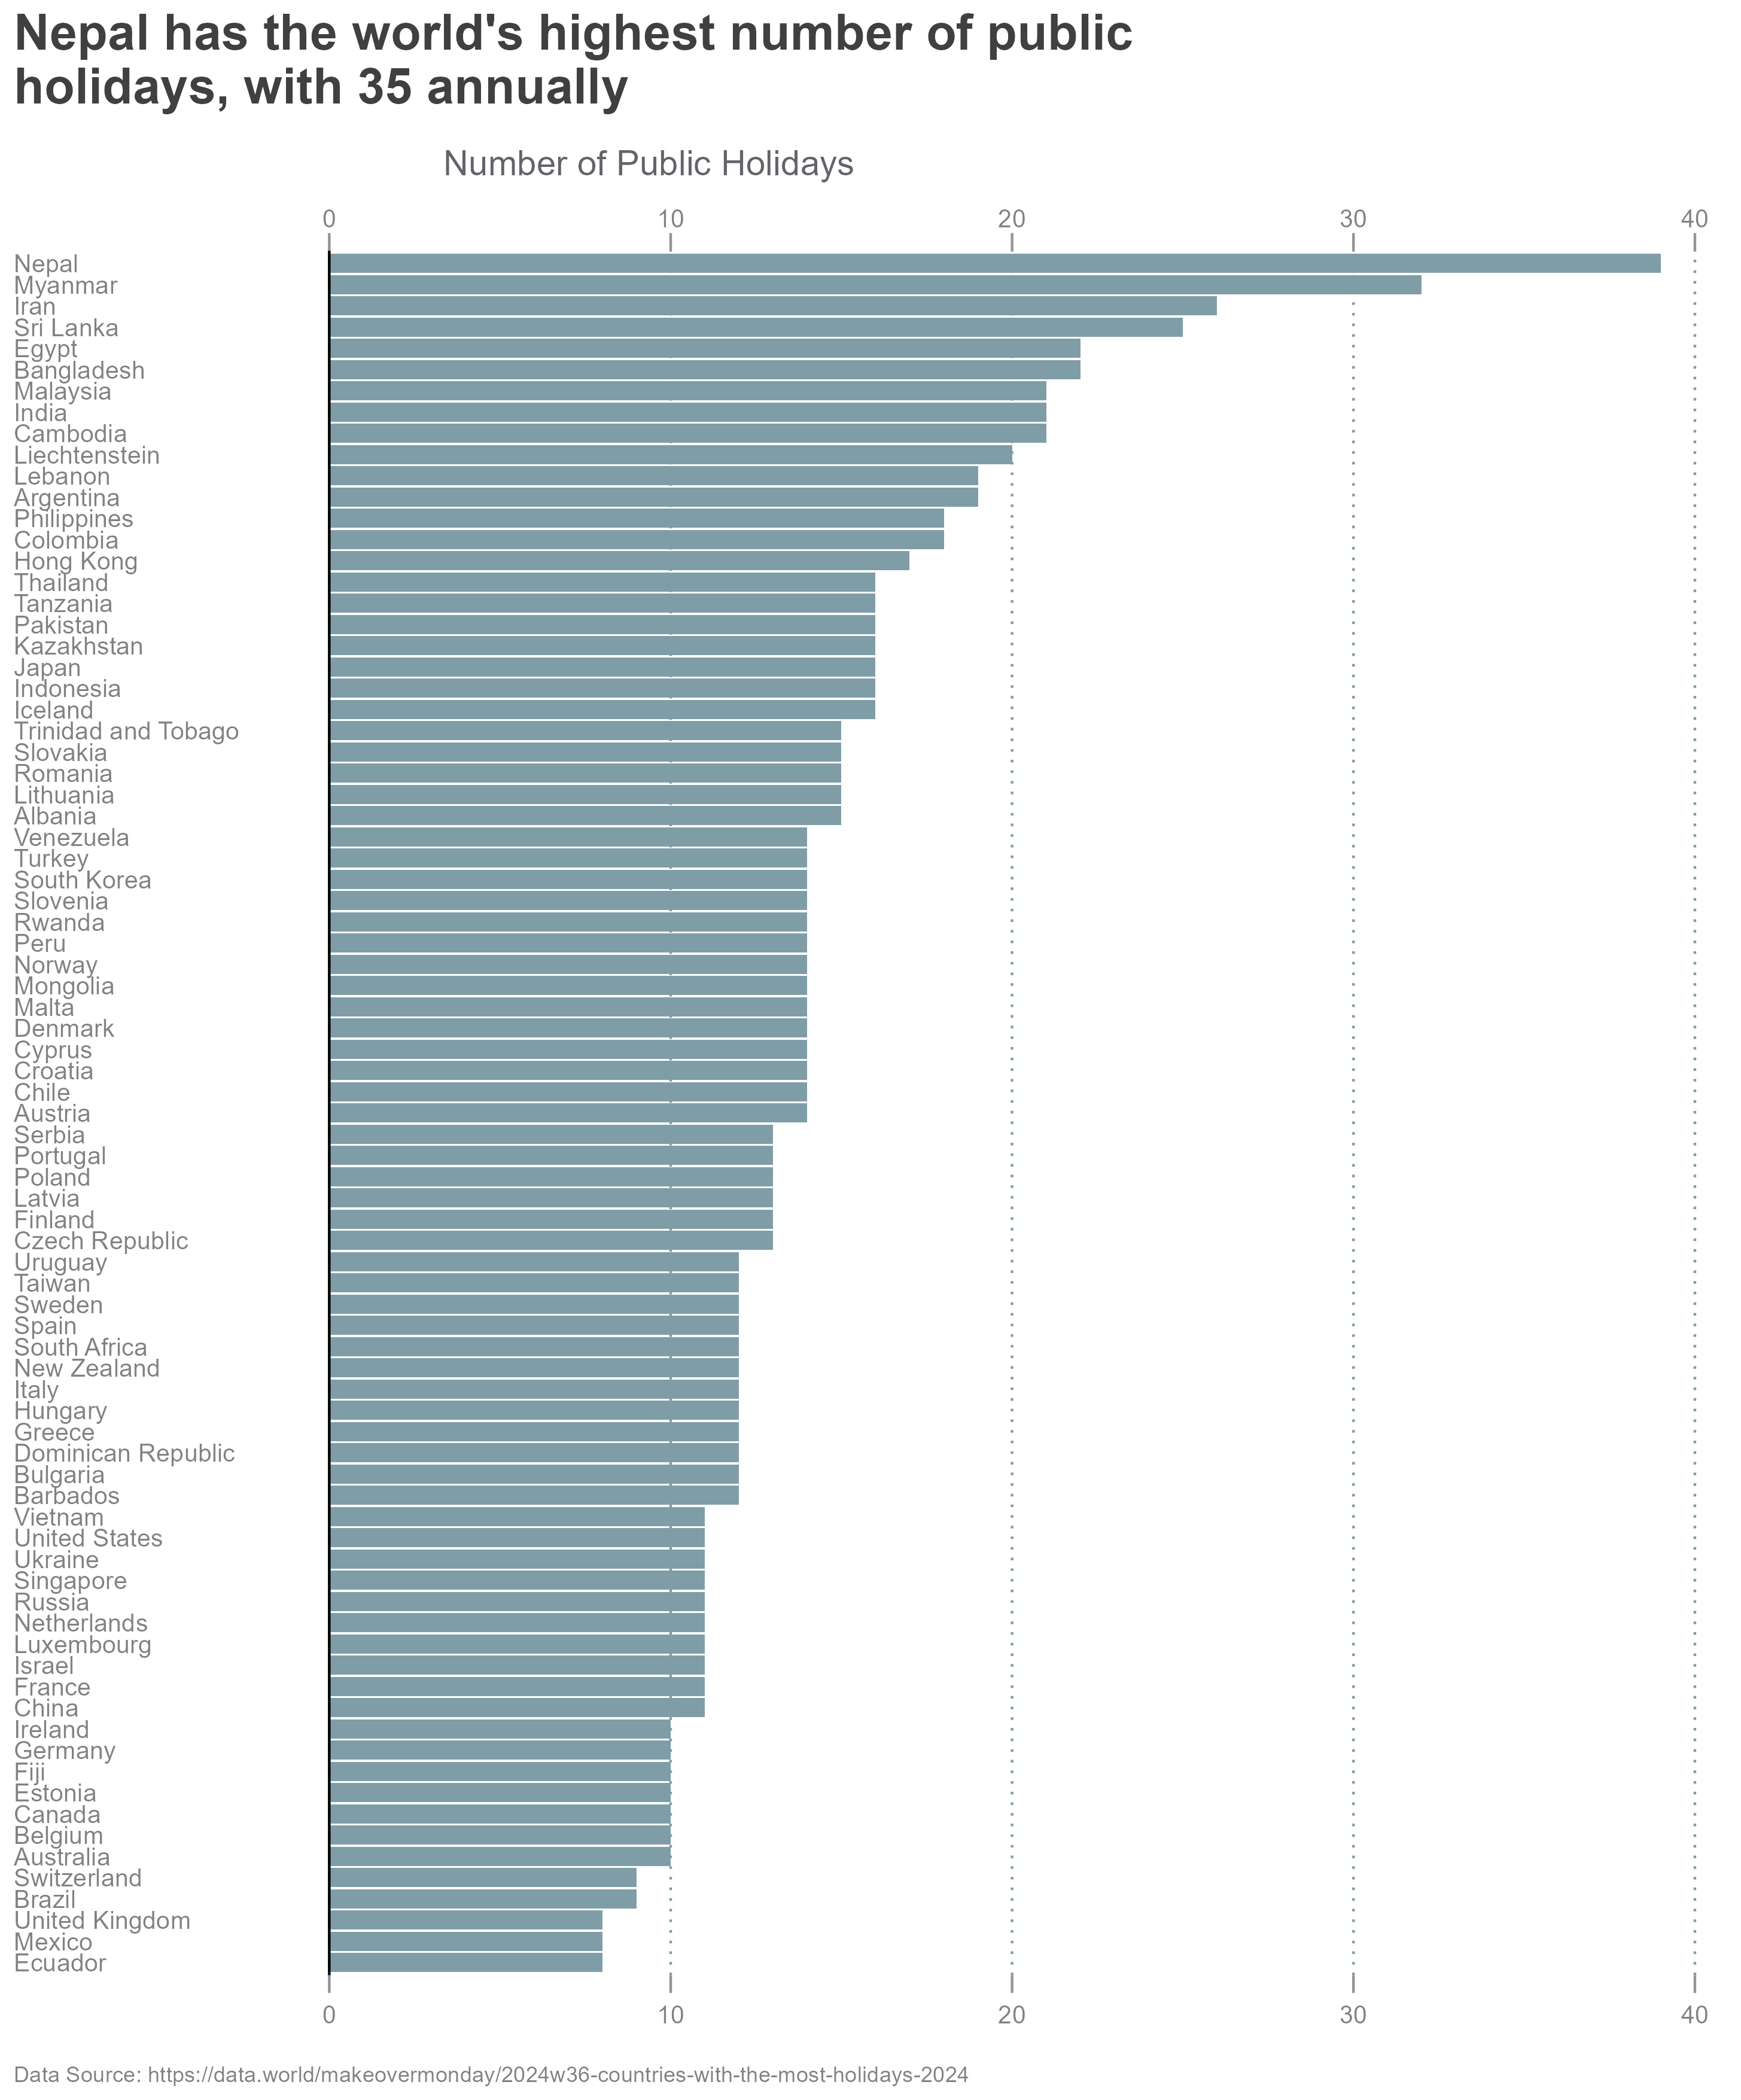 Nepal has the world's highest number of public
holidays, with 35 annually
Number of Public Holidays
0 10 20 30 40
Nepal
Myanmar
Iran
Sri Lanka
Egypt
Bangladesh
Malaysia
India
Cambodia
Liechtenstein
Lebanon
Argentina
Philippines
Colombia
Hong Kong
Thailand
Tanzania
Pakistan
Kazakhstan
Japan
Indonesia
Iceland
Trinidad and Tobago
Slovakia
Romania
Lithuania
Albania
Venezuela
Turkey
South Korea
Slovenia
Rwanda
Peru
Norway
Mongolia
Malta
Denmark
Cyprus
Croatia
Chile
Austria
Serbia
Portugal
Poland
Latvia
Finland
Czech Republic
Uruguay
Taiwan
Sweden
Spain
South Africa
New Zealand
Italy
Hungary
Greece
Dominican Republic
Bulgaria
Barbados
Vietnam
United States
Ukraine
Singapore
Russia
Netherlands
Luxembourg
Israel
France
China
Ireland
Germany
Fiji
Estonia
Canada
Belgium
Australia
Switzerland
Brazil
United Kingdom
Mexico
Ecuador
0 10 20 30 40
Data Source: https://data.world/makeovermonday/2024w36-countries-with-the-most-holidays-2024